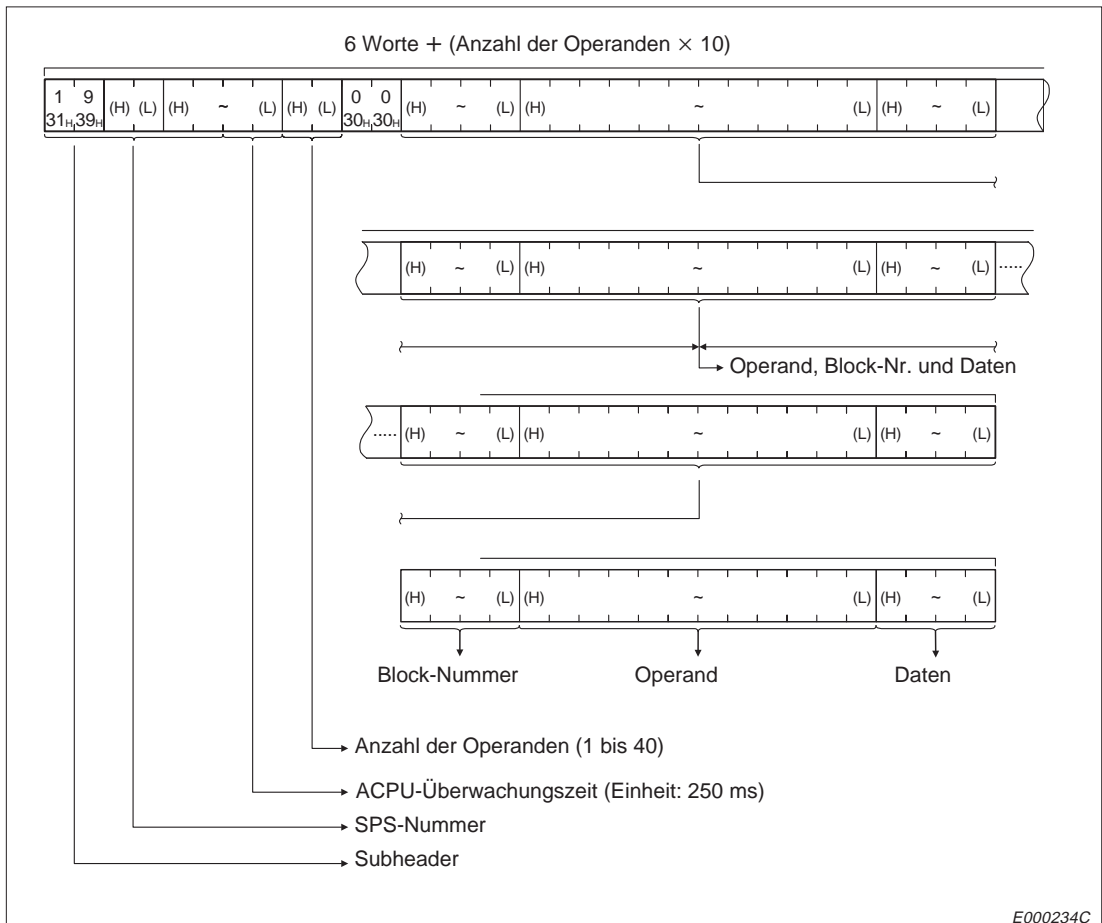 6 Worte + (Anzahl der Operanden × 10)
1 9 (H) (L) (H) ~ (L) (H) (L) 0 0 (H) ~ (L) (H) ~ (L) (H) ~ (L)
31H 39H 30H 30H
(H) ~ (L) (H) ~ (L) (H) ~ (L) .....
Operand, Block-Nr. und Daten
..... (H) ~ (L) (H) ~ (L) (H) ~ (L)
(H) ~ (L) (H) ~ (L) (H) ~ (L)
Block-Nummer Operand Daten
Anzahl der Operanden (1 bis 40)
ACPU-Überwachungszeit (Einheit: 250 ms)
SPS-Nummer
Subheader
E000234C